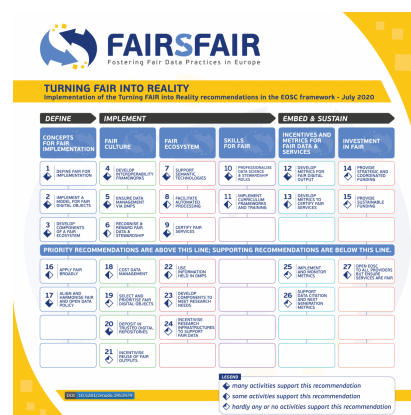 FAIRSFAIR
Fostering Fair Data Practices in Europe
TURNING FAIR INTO REALITY
Implementation of the Turning FAIR into Reality recommendations in the EOSC framework - July 2020
DEFINE
IMPLEMENT
EMBED & SUSTAIN
CONCEPTS
FOR FAIR
IMPLEMENTATION
FAIR
CULTURE
FAIR
ECOSYSTEM
SKILLS
FOR FAIR
INCENTIVES AND
METRICS FOR
FAIR DATA &
SERVICES
INVESTMENT
IN FAIR
1
DEFINE FAIR FOR
IMPLEMENTATION
4
DEVELOP
INTEROPERABILITY
FRAMEWORKS
7
SUPPORT
SEMANTIC
TECHNOLOGIES
10
PROFESSIONALISE
DATA SCIENCE
& STEWARDSHIP
ROLES
12
DEVELOP
METRICS FOR
FAIR DIGITAL
OBJECTS
14
PROVIDE
STRATEGIC AND
COORDINATED
FUNDING
2
IMPLEMENT A
MODEL FOR FAIR
DIGITAL OBJECTS
5
ENSURE DATA
MANAGEMENT
VIA DMPS
8
FACILITATE
AUTOMATED
PROCESSING
11
IMPLEMENT
CURRICULUM
FRAMEWORKS
AND TRAINING
13
DEVELOP
METRICS TO
CERTIFY FAIR
SERVICES
15
PROVIDE
SUSTAINABLE
FUNDING
3
DEVELOP
COMPONENTS
OF A FAIR
ECOSYSTEM
6
RECOGNISE &
REWARD FAIR
DATA &
STEWARDSHIP
9
CERTIFY FAIR
SERVICES
PRIORITY RECOMMENDATIONS ARE ABOVE THIS LINE; SUPPORTING RECOMMENDATIONS ARE BELOW THIS LINE.
16
APPLY FAIR
BROADLY
18
COST DATA
MANAGEMENT
22
USE
INFORMATION
HELD IN DMPS
25
IMPLEMENT
AND MONITOR
METRICS
27
OPEN EOSC
TO ALL PROVIDERS
BUT ENSURE
SERVICES ARE FAIR
17
ALIGN AND
HARMONISE FAIR
AND OPEN DATA
POLICY
19
SELECT AND
PRIORITISE FAIR
DIGITAL OBJECTS
23
DEVELOP
COMPONENTS TO
MEET RESEARCH
NEEDS
26
SUPPORT
DATA CITATION
AND NEXT
GENERATION
METRICS
20
DEPOSIT IN
TRUSTED DIGITAL
REPOSITORIES
24
INCENTIVISE
RESEARCH
INFRASTRUCTURES
TO SUPPORT
FAIR DATA
21
INCENTIVISE
REUSE OF FAIR
OUTPUTS
LEGEND
many activities support this recommendation
some activities support this recommendation
hardly any or no activities support this recommendation